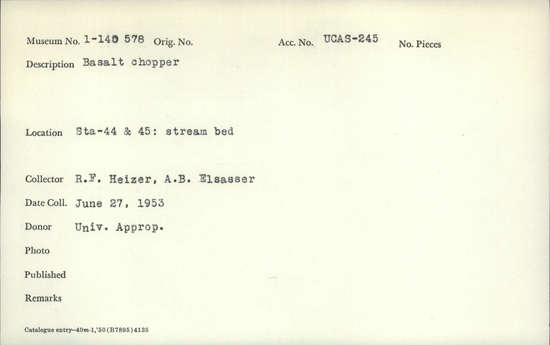 Museum No. 1-140 578 Orig. No. Acc. No. UCAS-245 No. Pieces
Description Basalt chopper
Location Sta-44 & 45: stream bed
Collector R.F. Heizer, A.B. Elsasser
Date Coll. June 27, 1953
Donor Univ. Approp.
Photo
Published
Remarks
Catalogue entry—40m-1,'50 (B7895) 4135